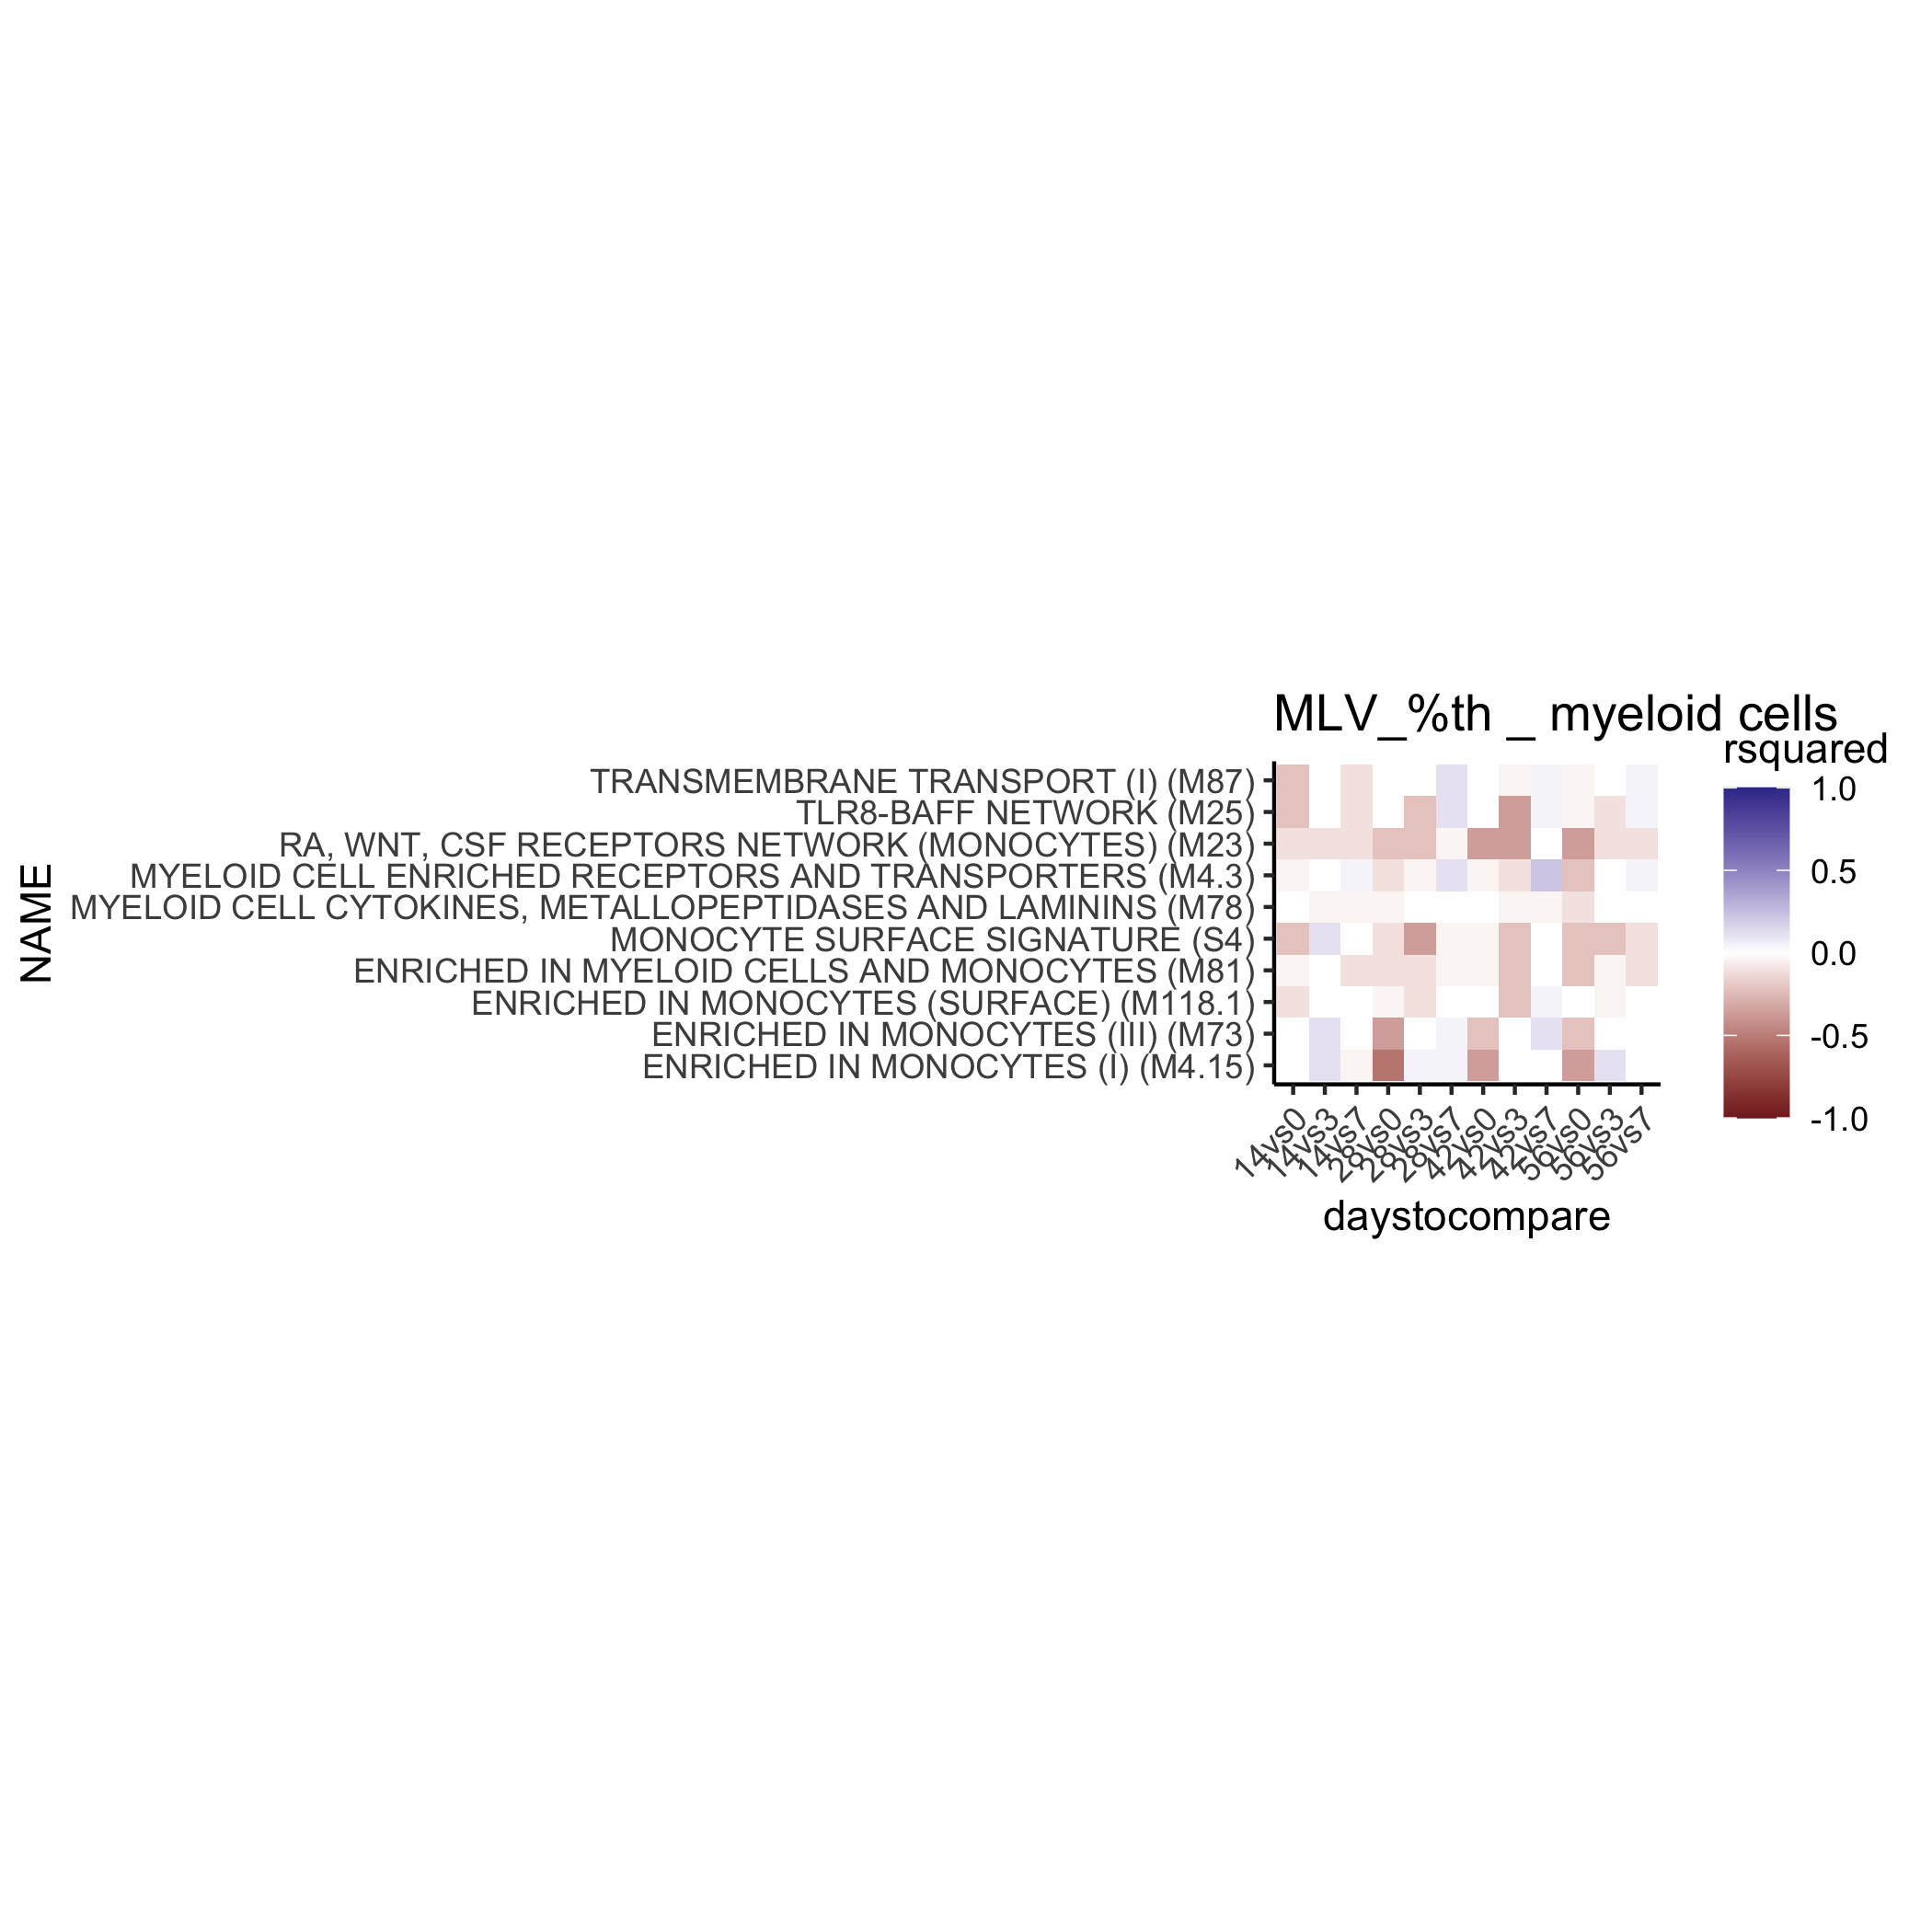 MLV_%th _ myeloid cells
rsquared
TRANSMEMBRANE TRANSPORT (I) (M87)
TLR8-BAFF NETWORK (M25)
RA, WNT, CSF RECEPTORS NETWORK (MONOCYTES) (M23)
MYELOID CELL ENRICHED RECEPTORS AND TRANSPORTERS (M4.3)
MYELOID CELL CYTOKINES, METALLOPEPTIDASES AND LAMININS (M78)
MONOCYTE SURFACE SIGNATURE (S4)
ENRICHED IN MYELOID CELLS AND MONOCYTES (M81)
ENRICHED IN MONOCYTES (SURFACE) (M118.1)
ENRICHED IN MONOCYTES (III) (M73)
ENRICHED IN MONOCYTES (I) (M4.15)
NAME
1.0
0.5
0.0
-0.5
-1.0
14vs0
14vs3
14vs7
28vs0
28vs3
28vs7
42vs0
42vs3
42vs7
56vs0
56vs3
56vs7
daystocompare